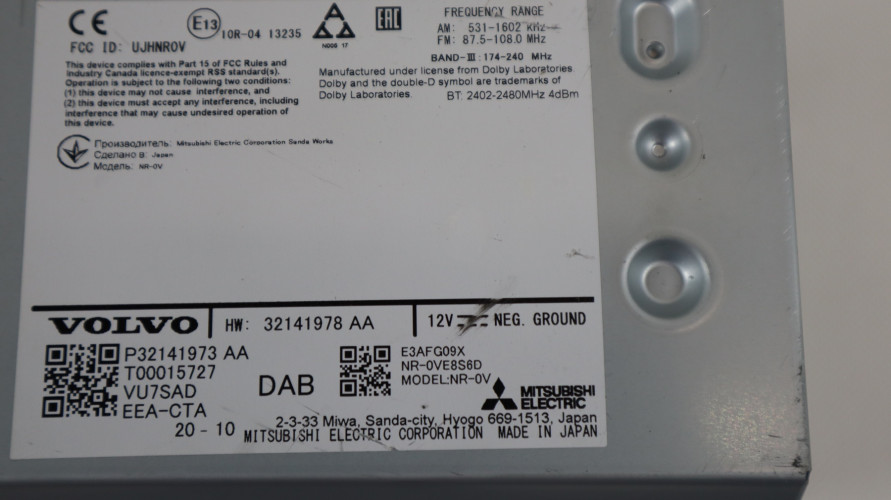 CE
E13
10R-04 13235
N006 17
EAC
FCC ID: UJHNROV
FREQUENCY RANGE
AM: 531-1602 kHz
FM: 87.5-108.0 MHz
BAND-III: 174-240 MHz
This device complies with Part 15 of FCC Rules and
Industry Canada licence-exempt RSS standard(s).
Operation is subject to the following two conditions:
(1) this device may not cause interference, and
(2) this device must accept any interference, including
interference that may cause undesired operation of
this device.
Manufactured under license from Dolby Laboratories.
Dolby and the double-D symbol are trademarks of
Dolby Laboratories.
BT: 2402-2480MHz 4dBm
Производитель: Mitsubishi Electric Corporation Sanda Works
Сделано в: Japan
Модель: NR-0V
VOLVO
HW: 32141978 AA
12V NEG. GROUND
P32141973 AA
T00015727
VU7SAD
EEA-CTA
20-10
DAB
E3AFG09X
NR-0VE8S6D
MODEL:NR-0V
MITSUBISHI
ELECTRIC
2-3-33 Miwa, Sanda-city, Hyogo 669-1513, Japan
MITSUBISHI ELECTRIC CORPORATION MADE IN JAPAN